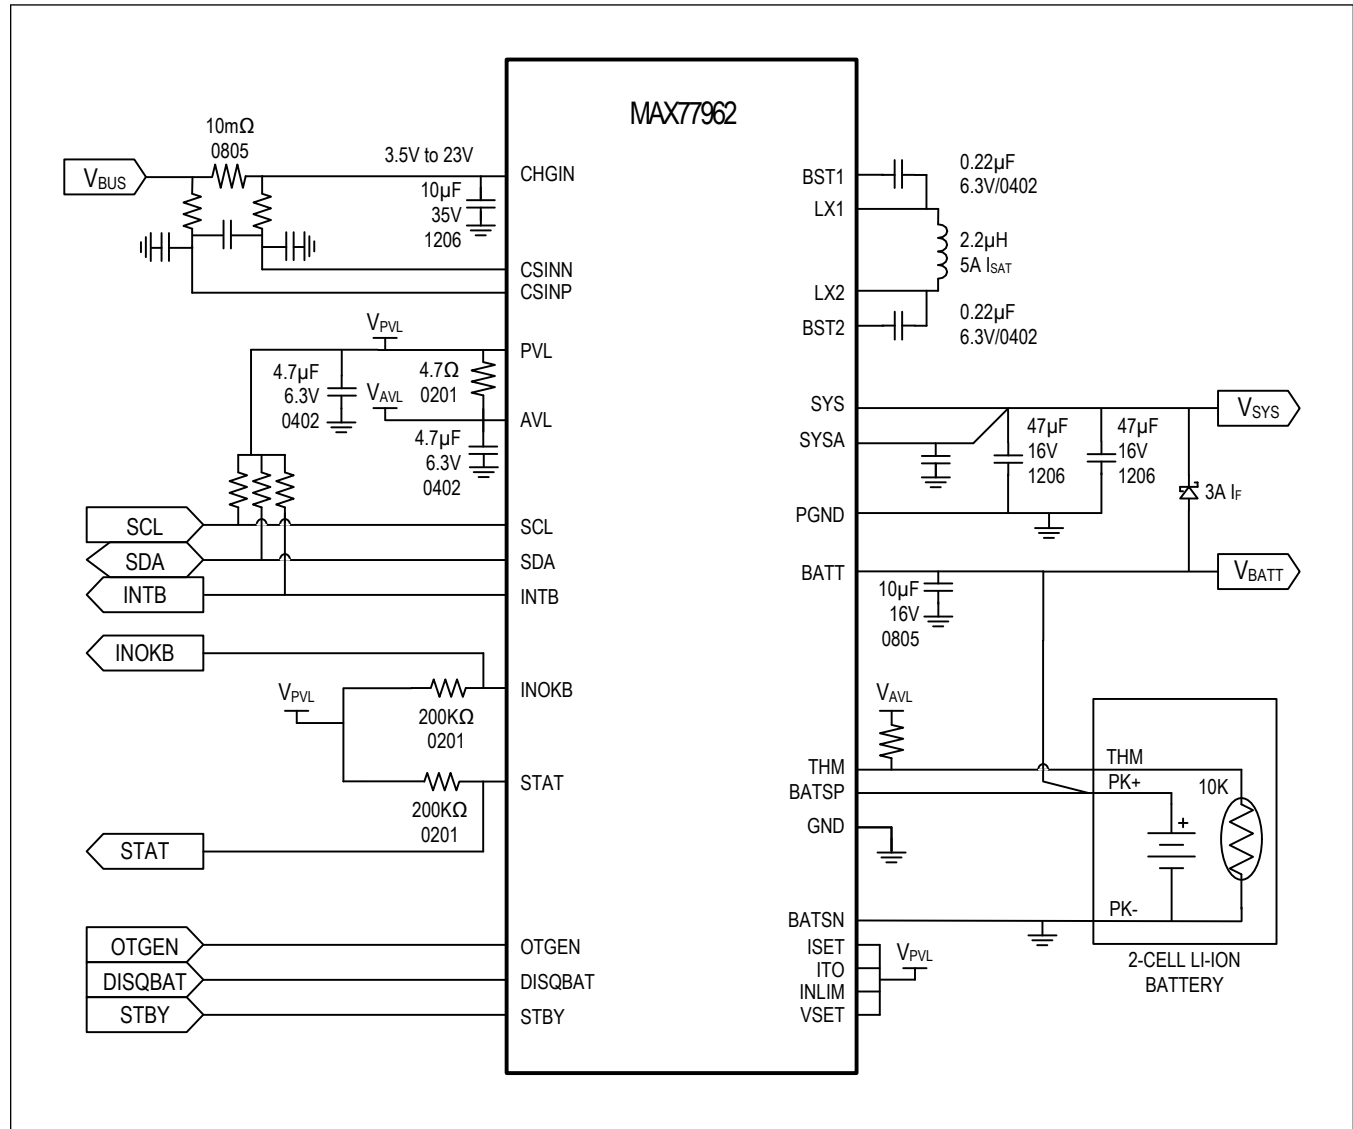 MAX77962
10mΩ
0805
3.5V to 23V
VBUS
10µF
35V
1206
CHGIN
CSINN
CSINP
VPVL
PVL
4.7µF
6.3V
0402
4.7Ω
0201
VAVL
AVL
4.7µF
6.3V
0402
SCL
SCL
SDA
SDA
INTB
INTB
INOKB
INOKB
VPVL
200KΩ
0201
STAT
200KΩ
0201
STAT
OTGEN
OTGEN
DISQBAT
DISQBAT
STBY
STBY
BST1
0.22µF
6.3V/0402
LX1
2.2µH
5A ISAT
LX2
BST2
0.22µF
6.3V/0402
SYS
VSYS
SYSA
47µF
16V
1206
47µF
16V
1206
3A IF
PGND
BATT
VBATT
10µF
16V
0805
VAVL
THM
THM
BATSP
PK+
10K
+
GND
BATSN
PK-
ISET
ITO
INLIM
VSET
VPVL
2-CELL LI-ION
BATTERY